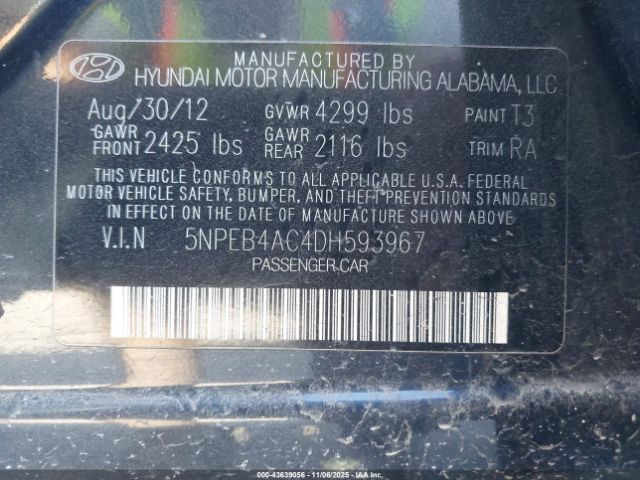 MANUFACTURED BY
HYUNDAI MOTOR MANUFACTURING ALABAMA, LLC
Aug/30/12 GVWR 4299 lbs PAINT T3
GAWR FRONT 2425 lbs GAWR REAR 2116 lbs TRIM RA
THIS VEHICLE CONFORMS TO ALL APPLICABLE U.S.A. FEDERAL
MOTOR VEHICLE SAFETY, BUMPER, AND THEFT PREVENTION STANDARDS
IN EFFECT ON THE DATE OF MANUFACTURE SHOWN ABOVE.
V.I.N 5NPEB4AC4DH593967
PASSENGER CAR
000-43639056 - 11/06/2025 - IAA Inc.